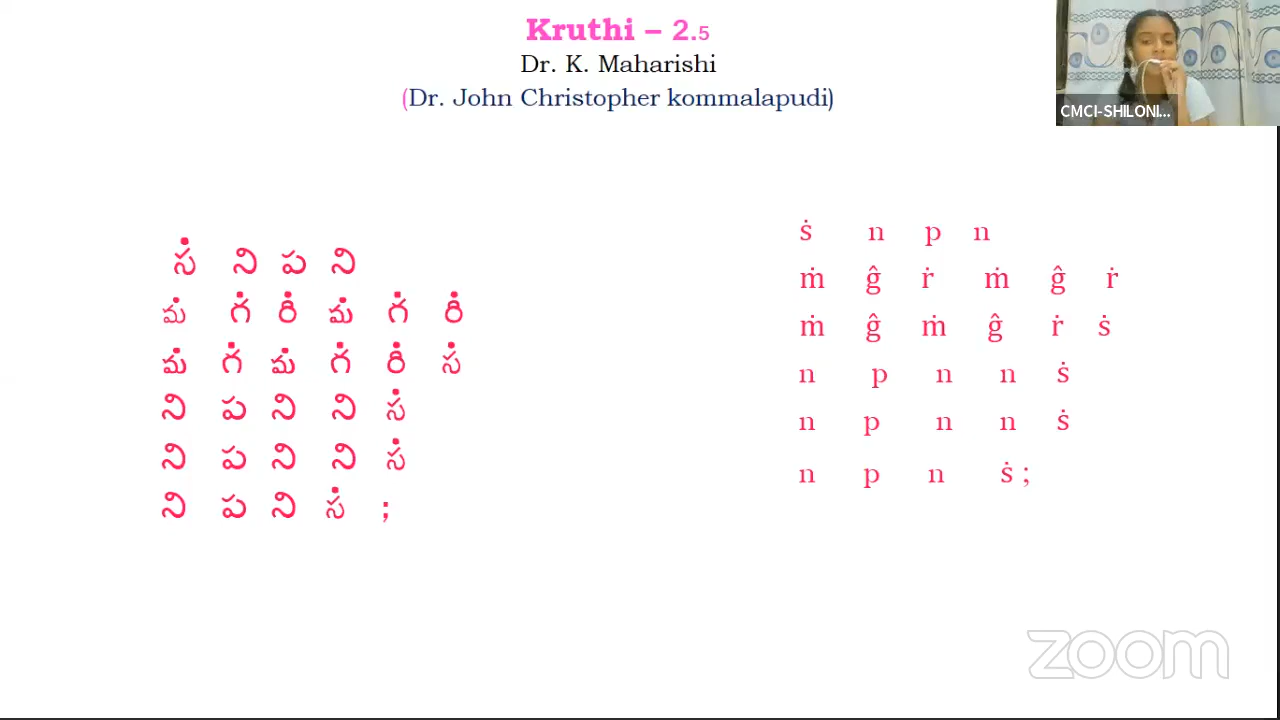 Kruthi – 2.5
Dr. K. Maharishi
(Dr. John Christopher kommalapudi)
CMCI-SHILONI...
స̇ ని ప ని
మ̇ గ̇ రి̇ మ̇ గ̇ రి̇
మ̇ గ̇ మ̇ గ̇ రి̇ స̇
ని ప ని ని స̇
ని ప ని ని స̇
ని ప ని స̇ ;
ṡ n p n
ṁ ĝ ṙ ṁ ĝ ṙ
ṁ ĝ ṁ ĝ ṙ ṡ
n p n n ṡ
n p n n ṡ
n p n ṡ ;
zoom